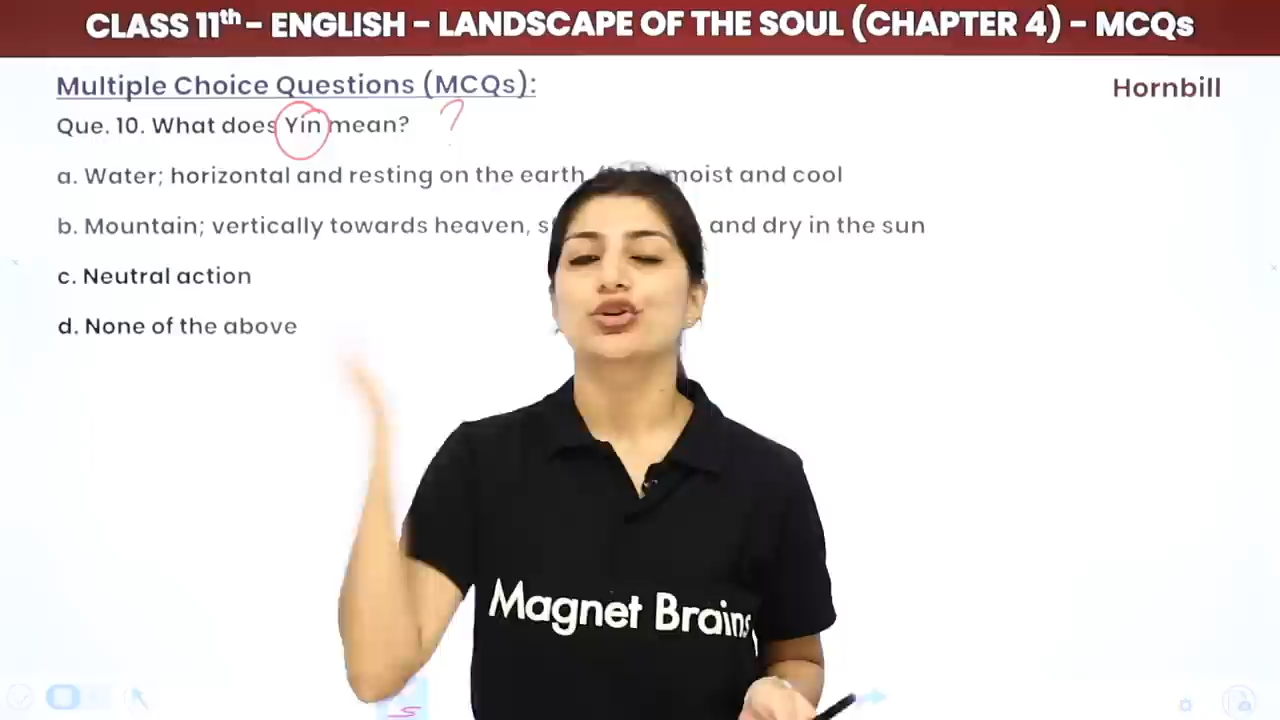 CLASS 11th - ENGLISH - LANDSCAPE OF THE SOUL (CHAPTER 4) - MCQs
Multiple Choice Questions (MCQs):
Hornbill
Que. 10. What does Yin mean? ?
a. Water; horizontal and resting on the earth, moist and cool
b. Mountain; vertically towards heaven, and dry in the sun
c. Neutral action
d. None of the above
Magnet Brains